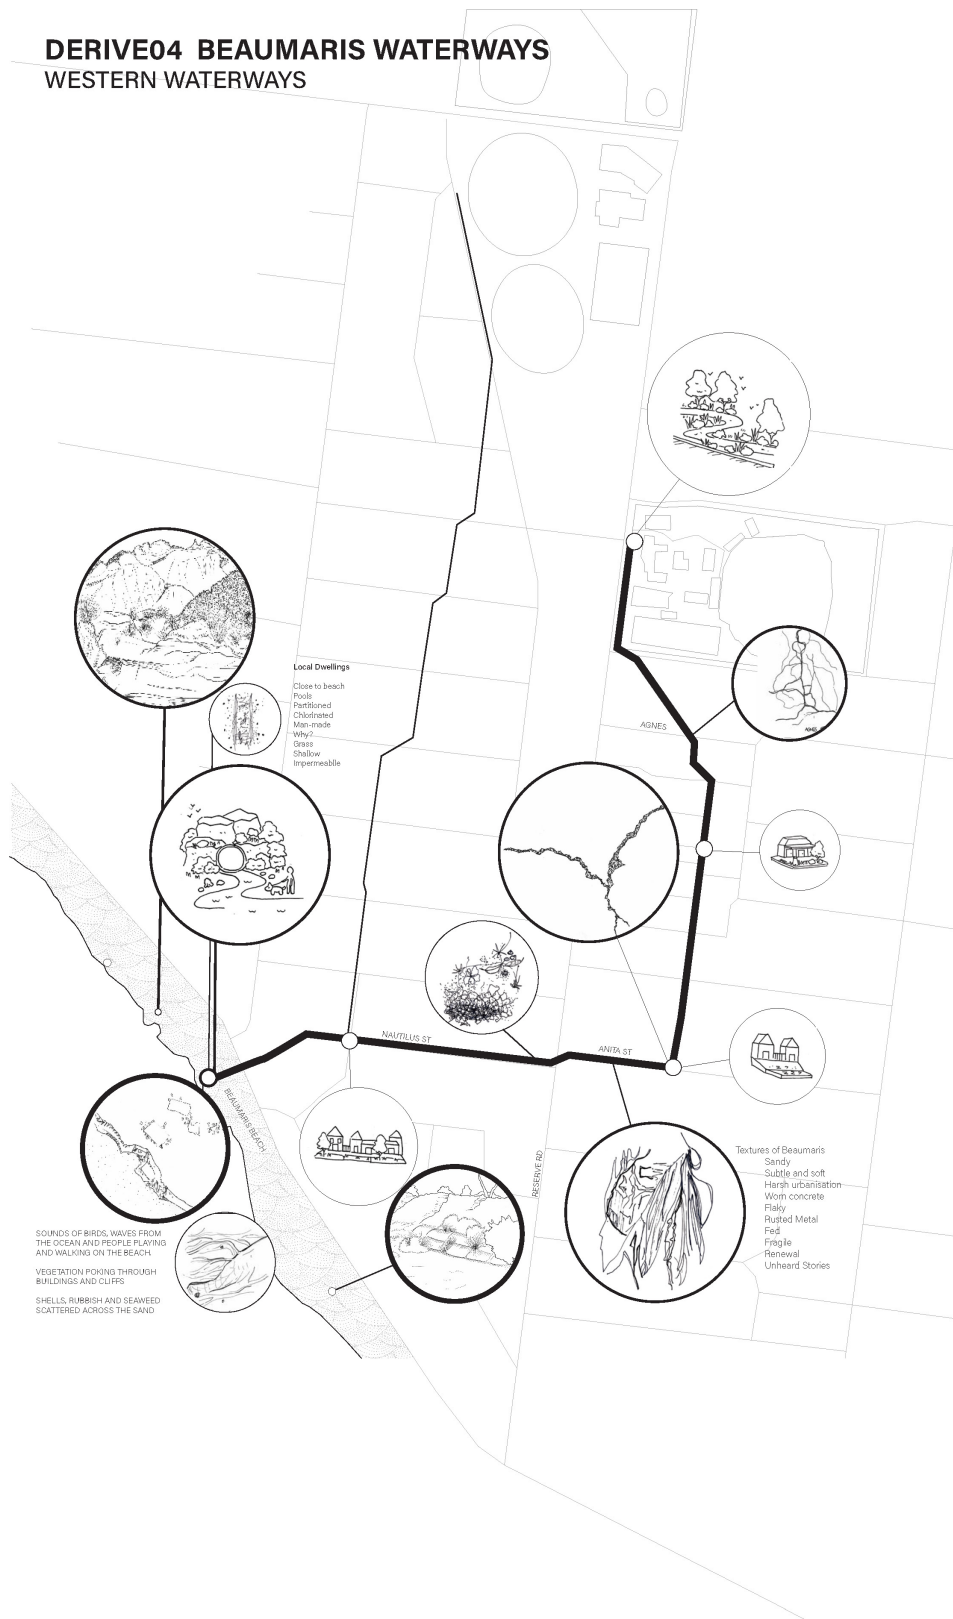 DERIVE04 BEAUMARIS WATERWAYS
WESTERN WATERWAYS
Local Dwellings
Close to beach
Pools
Partitioned
Chlorinated
Man-made
Why?
Grass
Shallow
Impermeabile
AGNES
AGNES
NAUTILUS ST
ANITA ST
BEAUMARIS BEACH
RESERVE RD
Textures of Beaumaris
Sandy
Subtle and soft
Harsh urbanisation
Worn concrete
Flaky
Rusted Metal
Fed
Fragile
Renewal
Unheard Stories
SOUNDS OF BIRDS, WAVES FROM
THE OCEAN AND PEOPLE PLAYING
AND WALKING ON THE BEACH.
VEGETATION POKING THROUGH
BUILDINGS AND CLIFFS
SHELLS, RUBBISH AND SEAWEED
SCATTERED ACROSS THE SAND